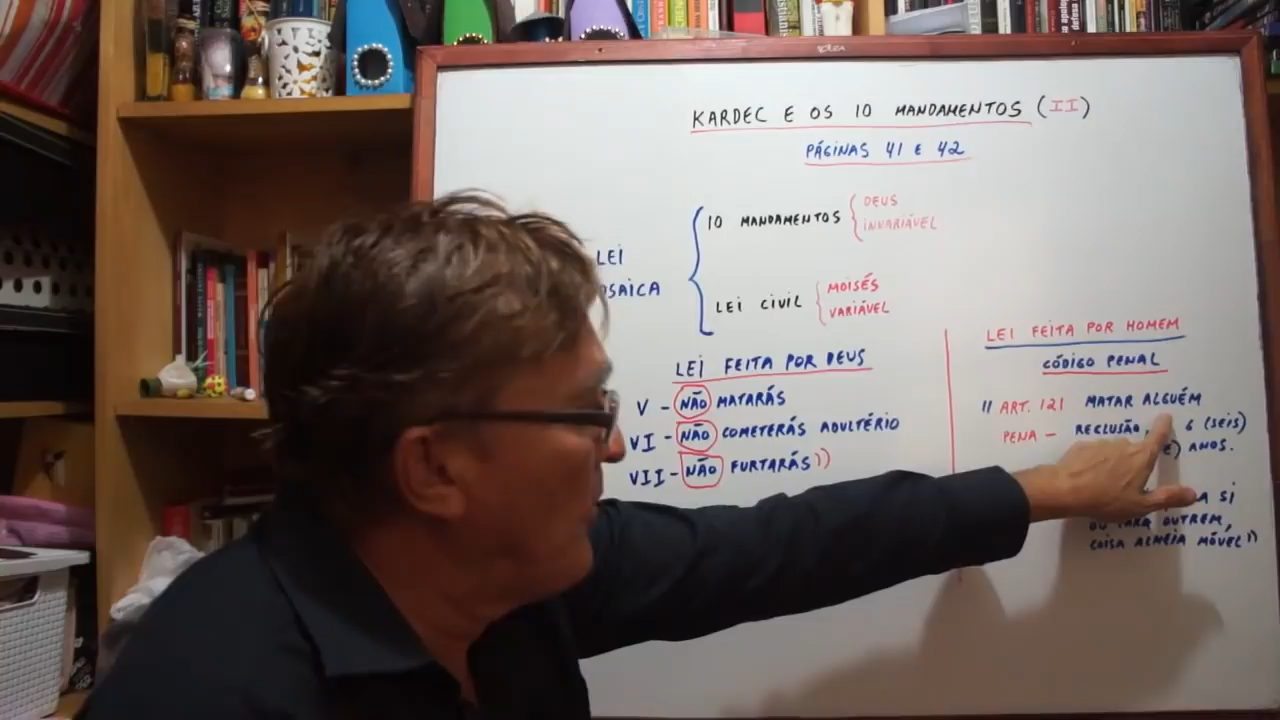 KARDEC E OS 10 MANDAMENTOS (II)
PÁGINAS 41 E 42
LEI
10 MANDAMENTOS
DEUS
INVARIÁVEL
LEI CIVIL
MOISÉS
VARIÁVEL
LEI FEITA POR DEUS
V - NÃO MATARÁS
VI - NÃO COMETERÁS ADULTÉRIO
VII - NÃO FURTARÁS"
LEI FEITA POR HOMEM
CÓDIGO PENAL
" ART. 121 MATAR ALGUÉM
PENA - RECLUSÃO, 6 (SEIS)
ANOS.
SI
OU PARA OUTREM,
COISA ALHEIA MÓVEL"